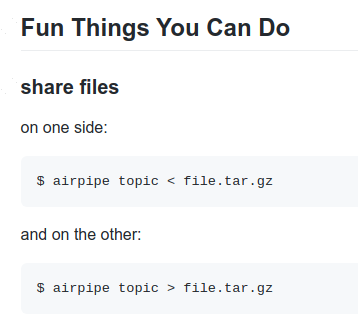 Fun Things You Can Do
share files
on one side:
$ airpipe topic < file.tar.gz
and on the other:
$ airpipe topic > file.tar.gz